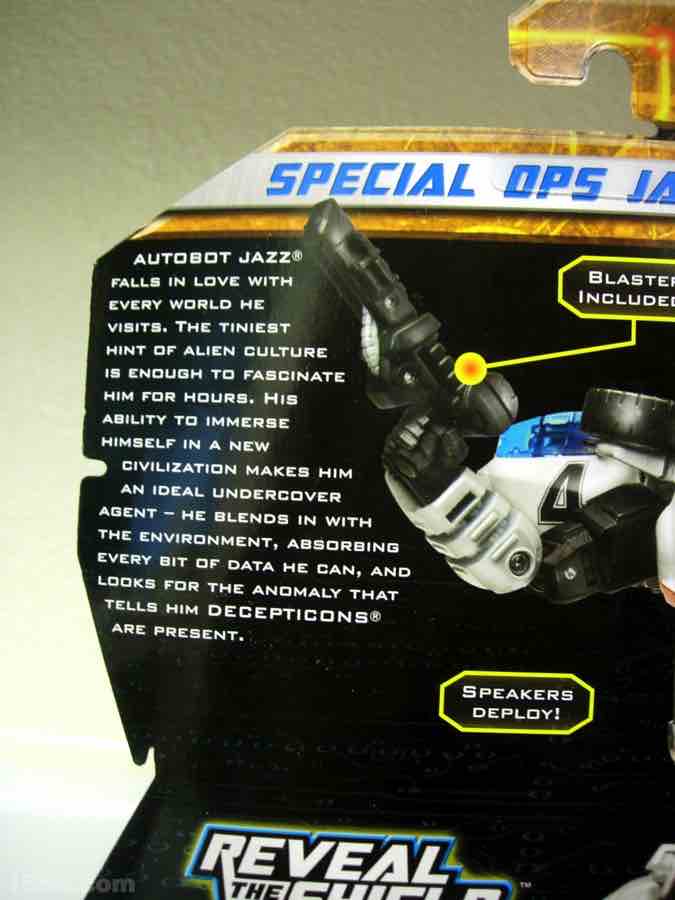 SPECIAL OPS JA
AUTOBOT JAZZ®
FALLS IN LOVE WITH
EVERY WORLD HE
VISITS. THE TINIEST
HINT OF ALIEN CULTURE
IS ENOUGH TO FASCINATE
HIM FOR HOURS. HIS
ABILITY TO IMMERSE
HIMSELF IN A NEW
CIVILIZATION MAKES HIM
AN IDEAL UNDERCOVER
AGENT – HE BLENDS IN WITH
THE ENVIRONMENT, ABSORBING
EVERY BIT OF DATA HE CAN, AND
LOOKS FOR THE ANOMALY THAT
TELLS HIM DECEPTICONS®
ARE PRESENT.
BLASTER
INCLUDED
4
SPEAKERS
DEPLOY!
REVEAL
THE SHIELD™